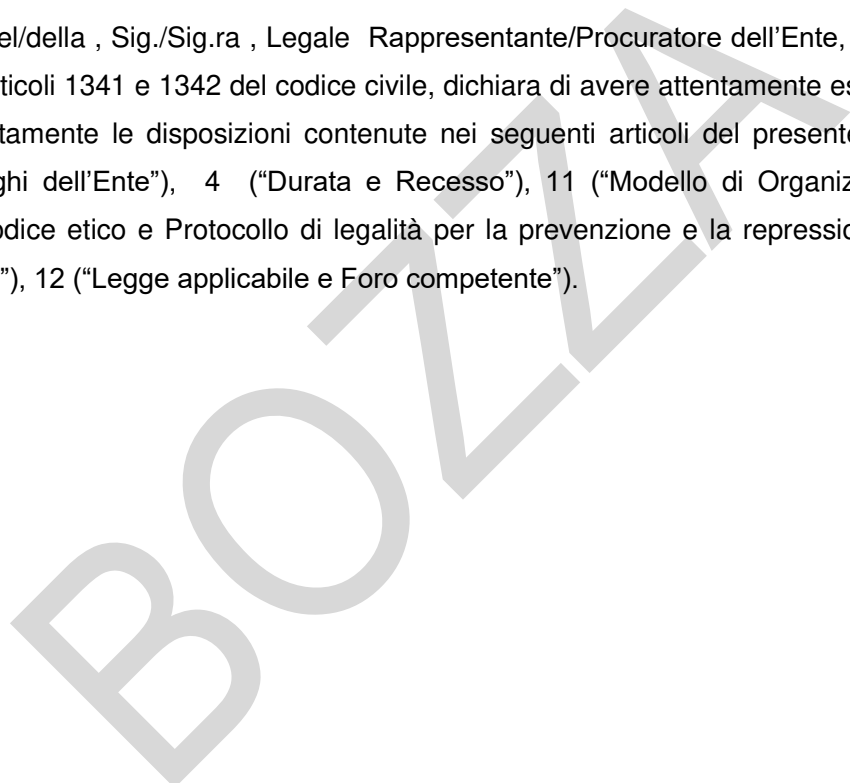 el/della , Sig./Sig.ra , Legale Rappresentante/Procuratore dell’Ente,
ticoli 1341 e 1342 del codice civile, dichiara di avere attentamente es
tamente le disposizioni contenute nei seguenti articoli del present
ghi dell’Ente”), 4 (“Durata e Recesso”), 11 (“Modello di Organiz
odice etico e Protocollo di legalità per la prevenzione e la repressio
”), 12 (“Legge applicabile e Foro competente”).
BOZZA